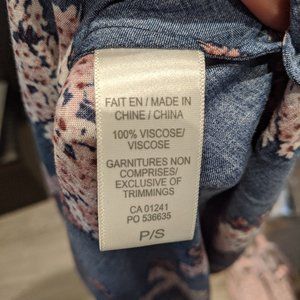 FAIT EN / MADE IN
CHINE / CHINA
100% VISCOSE/
VISCOSE
GARNITURES NON
COMPRISES/
EXCLUSIVE OF
TRIMMINGS
CA 01241
PO 536635
P/S